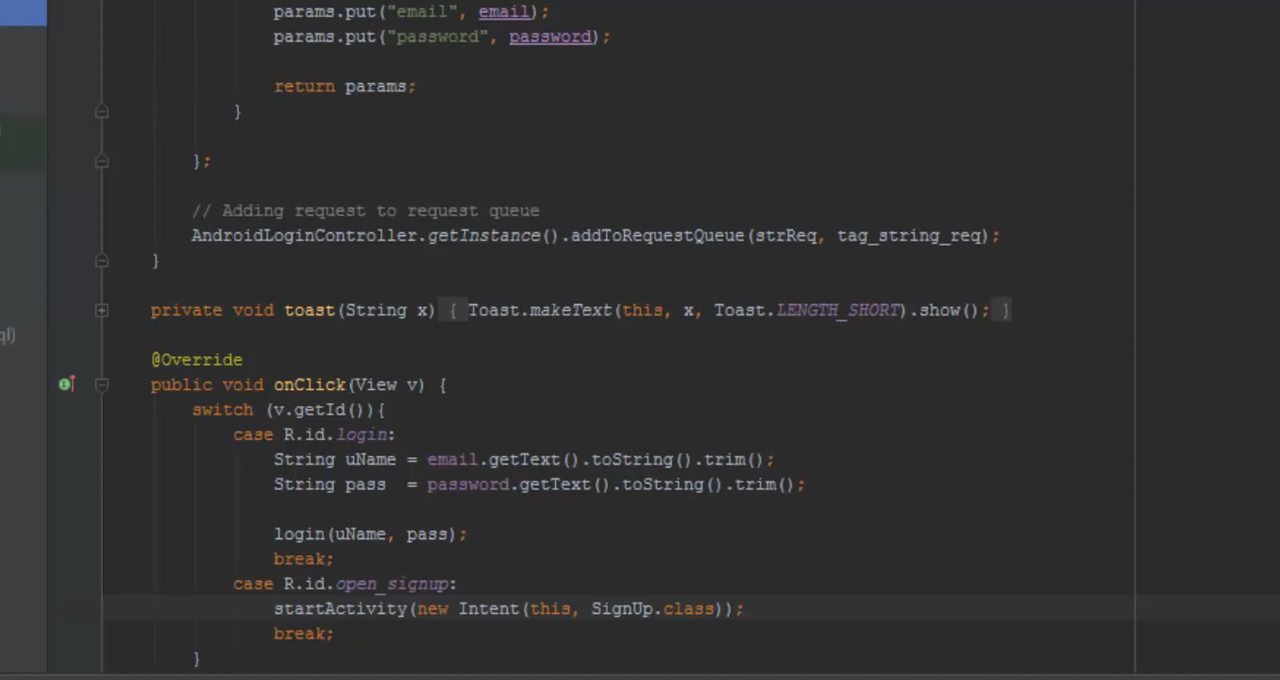 params.put("email", email);
params.put("password", password);
return params;
}
};
// Adding request to request queue
AndroidLoginController.getInstance().addToRequestQueue(strReq, tag_string_req);
}
private void toast(String x) { Toast.makeText(this, x, Toast.LENGTH_SHORT).show(); }
@Override
public void onClick(View v) {
switch (v.getId()){
case R.id.login:
String uName = email.getText().toString().trim();
String pass  = password.getText().toString().trim();
login(uName, pass);
break;
case R.id.open_signup:
startActivity(new Intent(this, SignUp.class));
break;
}
ql)